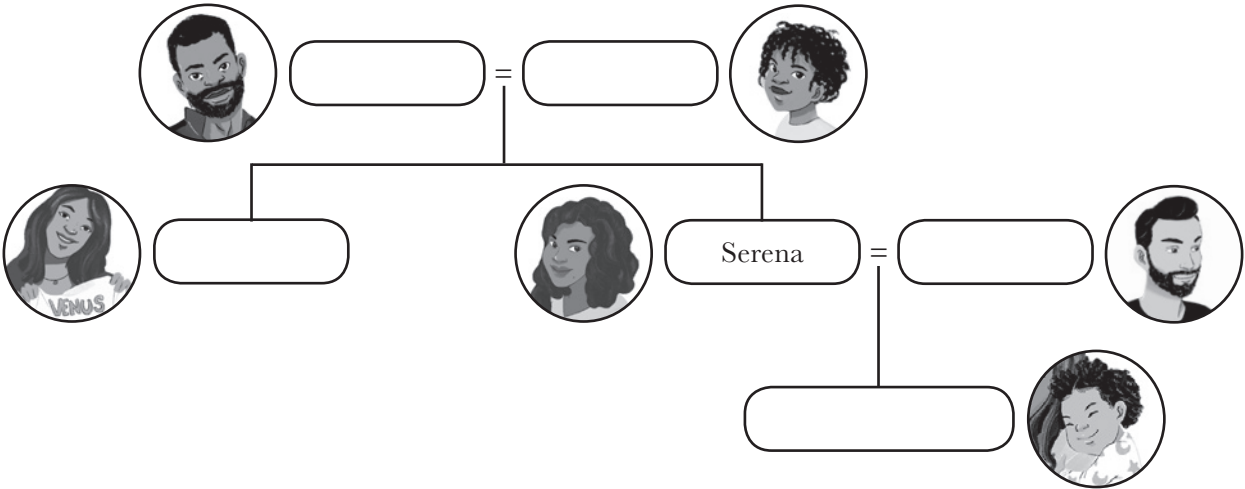 =
Serena
=
VENUS